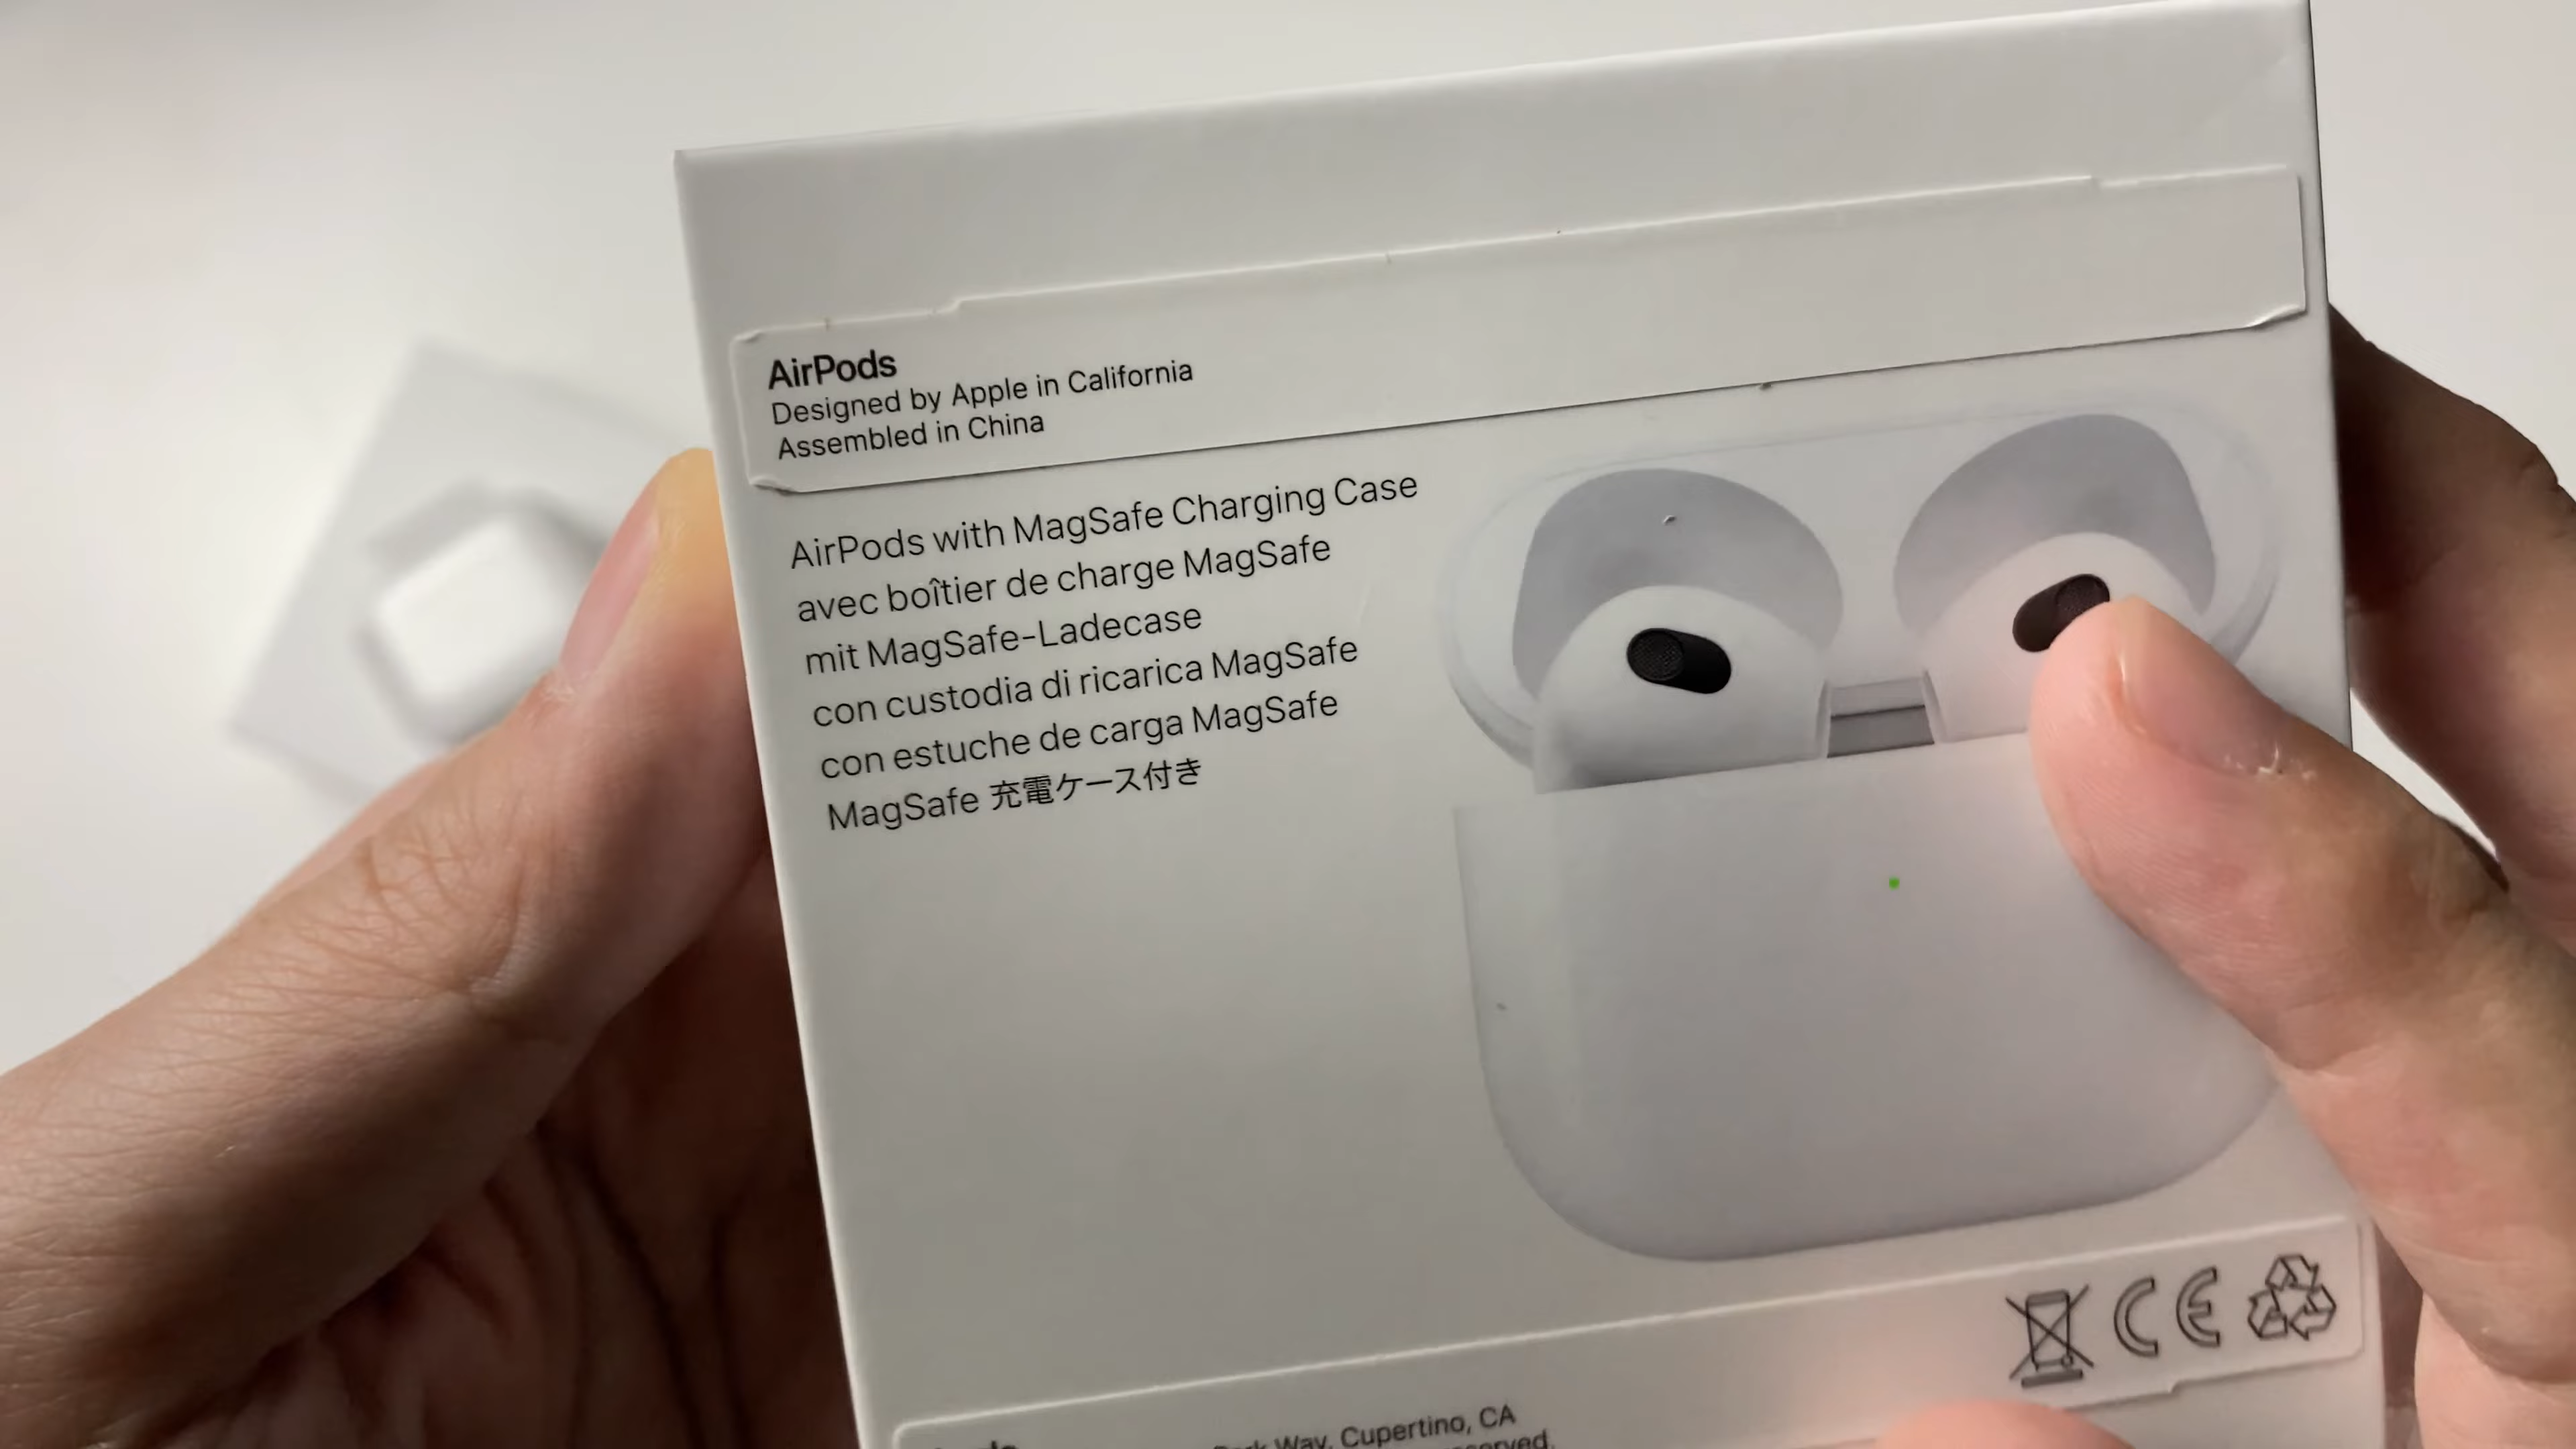 AirPods
Designed by Apple in California
Assembled in China
AirPods with MagSafe Charging Case
avec boîtier de charge MagSafe
mit MagSafe-Ladecase
con custodia di ricarica MagSafe
con estuche de carga MagSafe
MagSafe 充電ケース付き
CE
Way, Cupertino, CA